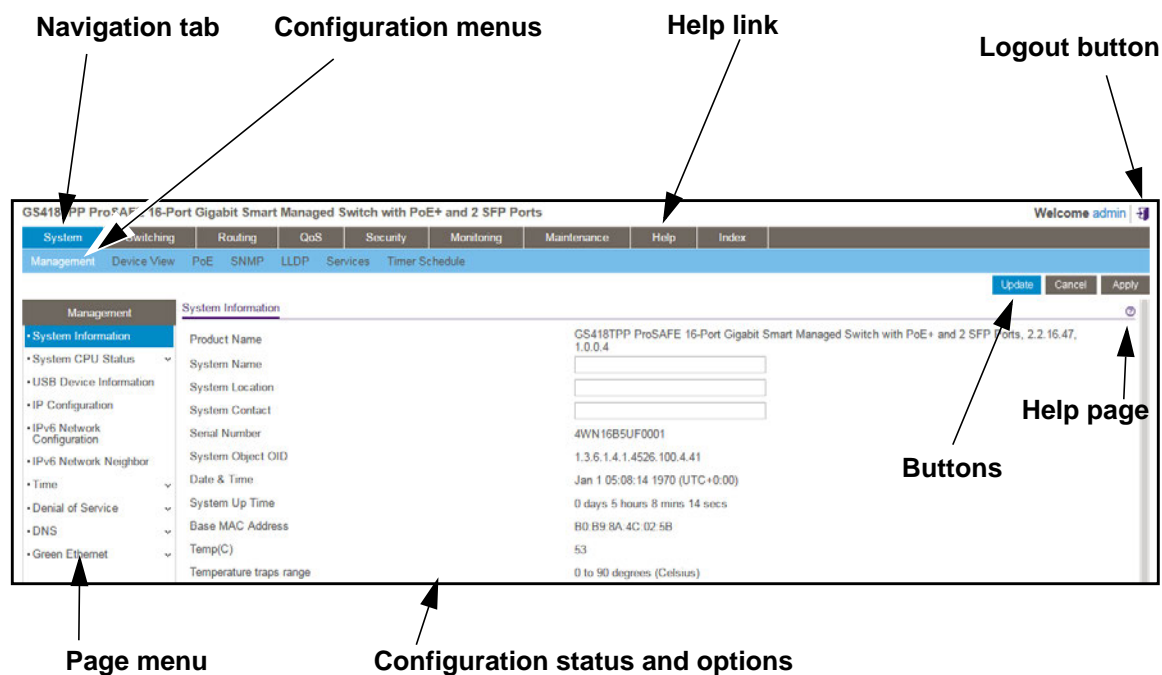 Navigation tab
Configuration menus
Help link
Logout button
GS418TPP ProSAFE 16-Port Gigabit Smart Managed Switch with PoE+ and 2 SFP Ports
Welcome admin
System Switching Routing QoS Security Monitoring Maintenance Help Index
Management Device View PoE SNMP LLDP Services Timer Schedule
Update Cancel Apply
Management
• System Information
• System CPU Status
• USB Device Information
• IP Configuration
• IPv6 Network
Configuration
• IPv6 Network Neighbor
• Time
• Denial of Service
• DNS
• Green Ethernet
System Information
Product Name
GS418TPP ProSAFE 16-Port Gigabit Smart Managed Switch with PoE+ and 2 SFP Ports, 2.2.16.47,
1.0.0.4
System Name
System Location
System Contact
Serial Number
4WN16B5UF0001
System Object OID
1.3.6.1.4.1.4526.100.4.41
Date & Time
Jan 1 05:08:14 1970 (UTC+0:00)
System Up Time
0 days 5 hours 8 mins 14 secs
Base MAC Address
B0:B9:8A:4C:02:5B
Temp(C)
53
Temperature traps range
0 to 90 degrees (Celsius)
Help page
Buttons
Page menu
Configuration status and options